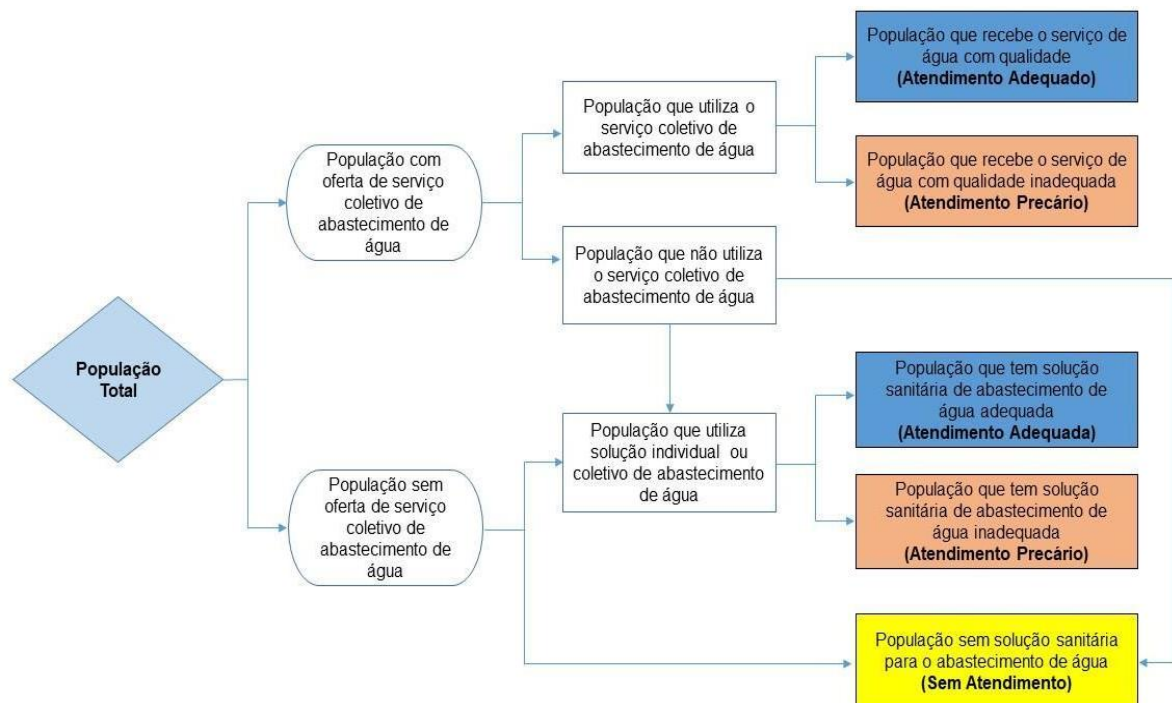 População
Total
População com
oferta de serviço
coletivo de
abastecimento de
água
População sem
oferta de serviço
coletivo de
abastecimento de
água
População que utiliza o
serviço coletivo de
abastecimento de água
População que não utiliza
o serviço coletivo de
abastecimento de água
População que utiliza
solução individual ou
coletivo de abastecimento
de água
População que recebe o serviço de
água com qualidade
(Atendimento Adequado)
População que recebe o serviço de
água com qualidade inadequada
(Atendimento Precário)
População que tem solução
sanitária de abastecimento de
água adequada
(Atendimento Adequada)
População que tem solução
sanitária de abastecimento de
água inadequada
(Atendimento Precário)
População sem solução sanitária
para o abastecimento de água
(Sem Atendimento)